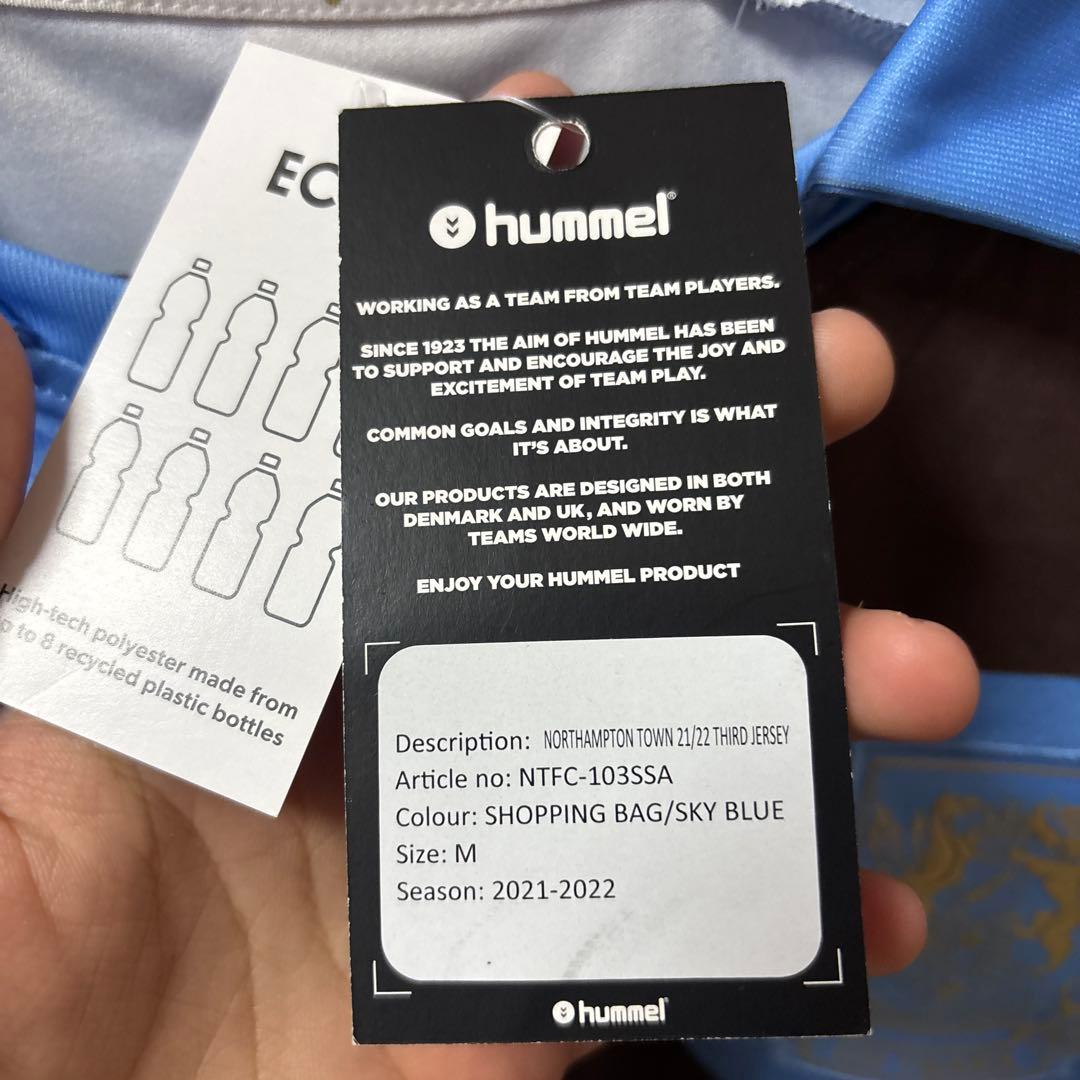 EC
High-tech polyester made from
to 8 recycled plastic bottles
hummel®
WORKING AS A TEAM FROM TEAM PLAYERS.
SINCE 1923 THE AIM OF HUMMEL HAS BEEN
TO SUPPORT AND ENCOURAGE THE JOY AND
EXCITEMENT OF TEAM PLAY.
COMMON GOALS AND INTEGRITY IS WHAT
IT'S ABOUT.
OUR PRODUCTS ARE DESIGNED IN BOTH
DENMARK AND UK, AND WORN BY
TEAMS WORLD WIDE.
ENJOY YOUR HUMMEL PRODUCT
Description: NORTHAMPTON TOWN 21/22 THIRD JERSEY
Article no: NTFC-103SSA
Colour: SHOPPING BAG/SKY BLUE
Size: M
Season: 2021-2022
hummel®